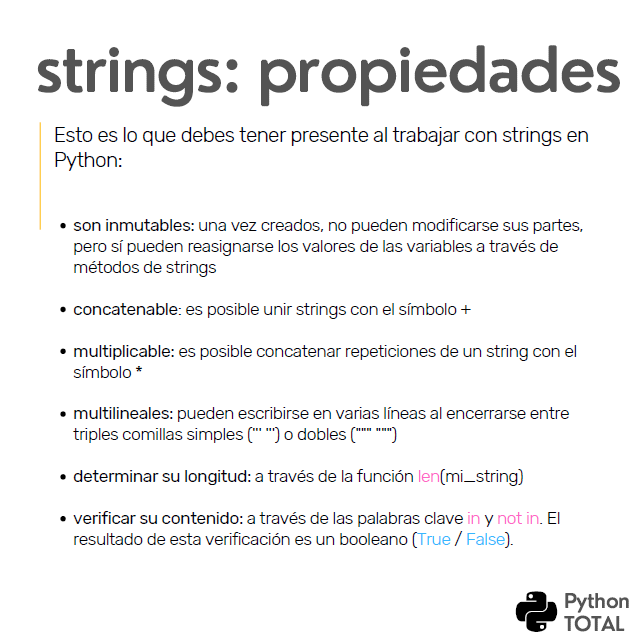 strings: propiedades
Esto es lo que debes tener presente al trabajar con strings en
Python:
• son inmutables: una vez creados, no pueden modificarse sus partes,
pero sí pueden reasignarse los valores de las variables a través de
métodos de strings
• concatenable: es posible unir strings con el símbolo +
• multiplicable: es posible concatenar repeticiones de un string con el
símbolo *
• multilineales: pueden escribirse en varias líneas al encerrarse entre
triples comillas simples (''' ''') o dobles (""" """)
• determinar su longitud: a través de la función len(mi_string)
• verificar su contenido: a través de las palabras clave in y not in. El
resultado de esta verificación es un booleano (True / False).
Python
TOTAL